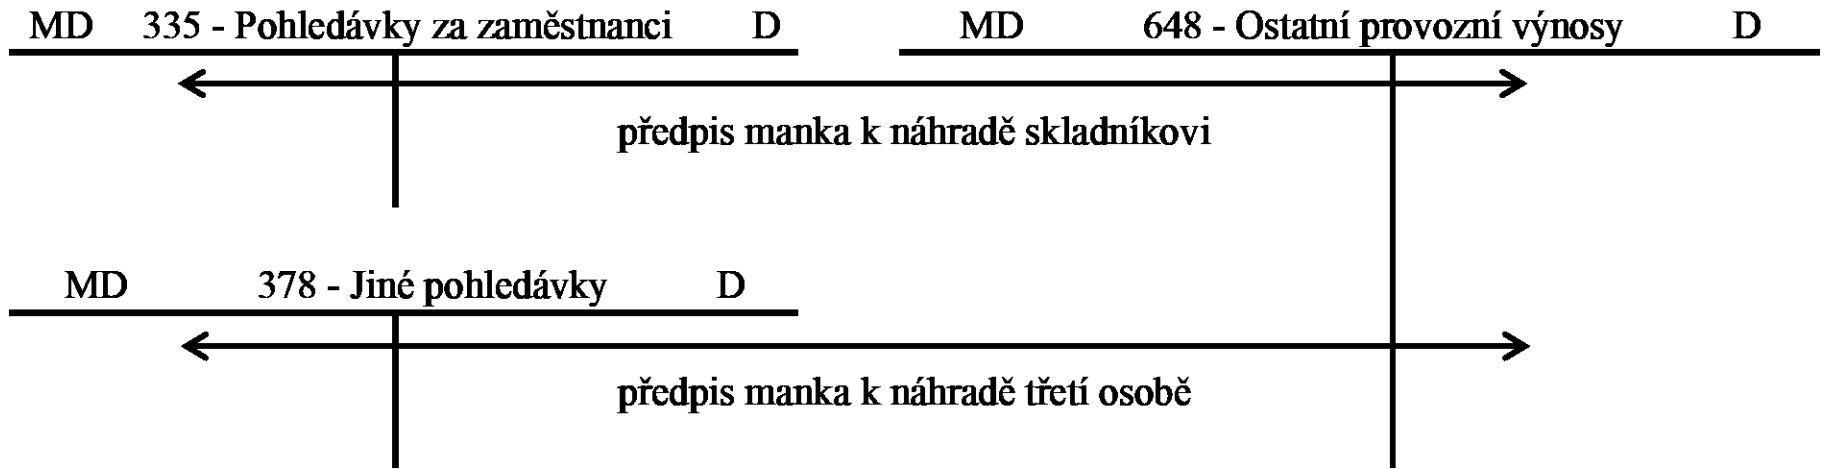 MD 335 - Pohledávky za zaměstnanci D MD 648 - Ostatní provozní výnosy D
předpis manka k náhradě skladníkovi
MD 378 - Jiné pohledávky D
předpis manka k náhradě třetí osobě